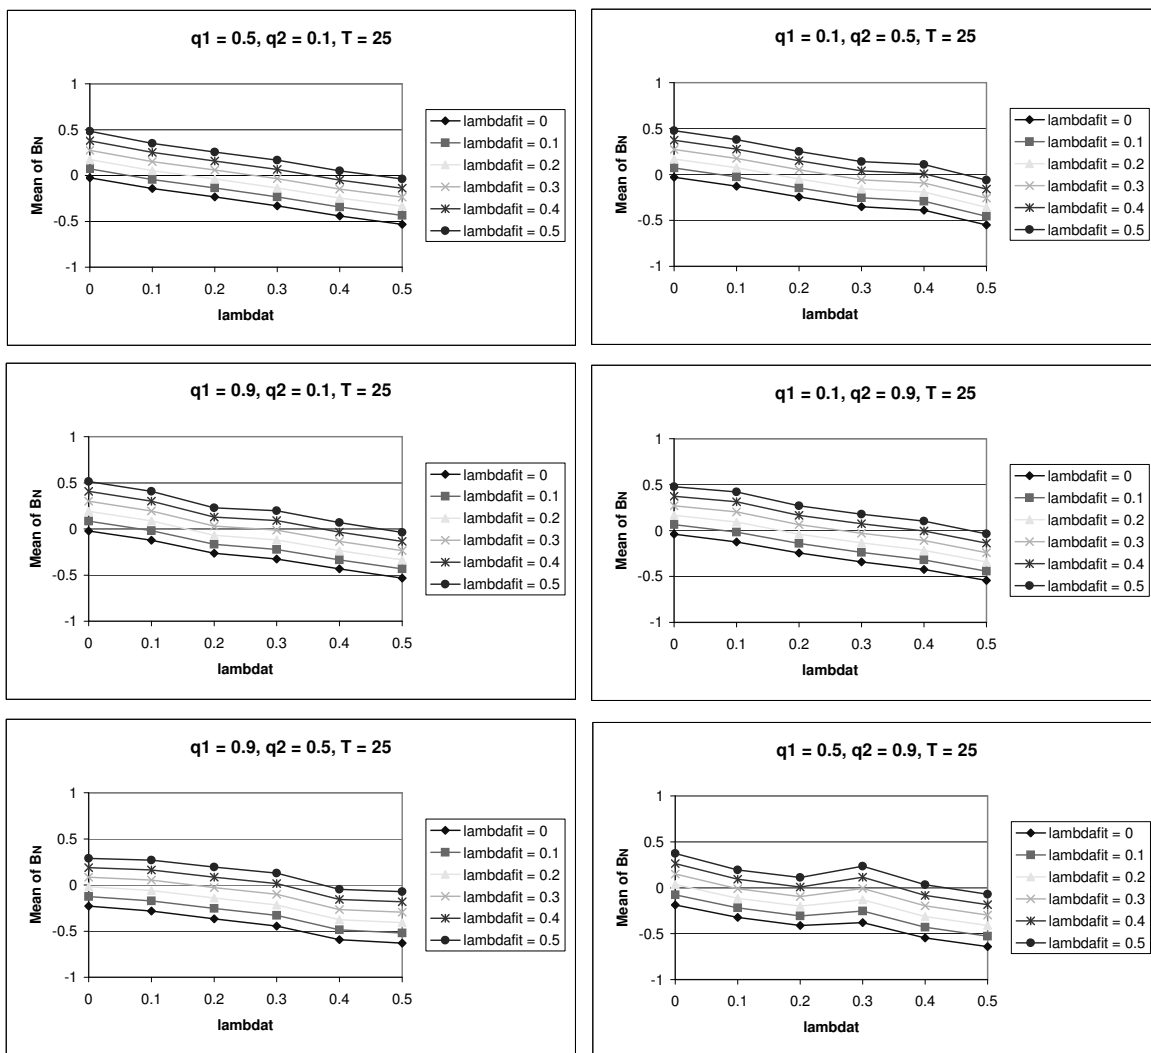 q1 = 0.5, q2 = 0.1, T = 25
Mean of BN
1
0.5
0
-0.5
-1
0 0.1 0.2 0.3 0.4 0.5
lambdat
lambdafit = 0
lambdafit = 0.1
lambdafit = 0.2
lambdafit = 0.3
lambdafit = 0.4
lambdafit = 0.5
q1 = 0.1, q2 = 0.5, T = 25
Mean of BN
1
0.5
0
-0.5
-1
0 0.1 0.2 0.3 0.4 0.5
lambdat
lambdafit = 0
lambdafit = 0.1
lambdafit = 0.2
lambdafit = 0.3
lambdafit = 0.4
lambdafit = 0.5
q1 = 0.9, q2 = 0.1, T = 25
Mean of BN
1
0.5
0
-0.5
-1
0 0.1 0.2 0.3 0.4 0.5
lambdat
lambdafit = 0
lambdafit = 0.1
lambdafit = 0.2
lambdafit = 0.3
lambdafit = 0.4
lambdafit = 0.5
q1 = 0.1, q2 = 0.9, T = 25
Mean of BN
1
0.5
0
-0.5
-1
0 0.1 0.2 0.3 0.4 0.5
lambdat
lambdafit = 0
lambdafit = 0.1
lambdafit = 0.2
lambdafit = 0.3
lambdafit = 0.4
lambdafit = 0.5
q1 = 0.9, q2 = 0.5, T = 25
Mean of BN
1
0.5
0
-0.5
-1
0 0.1 0.2 0.3 0.4 0.5
lambdat
lambdafit = 0
lambdafit = 0.1
lambdafit = 0.2
lambdafit = 0.3
lambdafit = 0.4
lambdafit = 0.5
q1 = 0.5, q2 = 0.9, T = 25
Mean of BN
1
0.5
0
-0.5
-1
0 0.1 0.2 0.3 0.4 0.5
lambdat
lambdafit = 0
lambdafit = 0.1
lambdafit = 0.2
lambdafit = 0.3
lambdafit = 0.4
lambdafit = 0.5